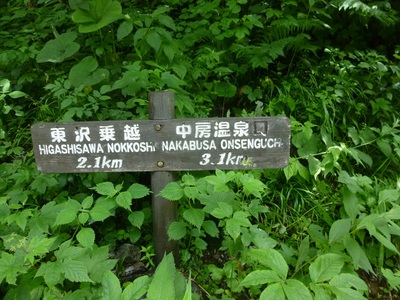 東沢乗越 中房温泉口
HIGASHISAWA NOKKOSHI NAKABUSA ONSENGUCHI
2.1km 3.1km